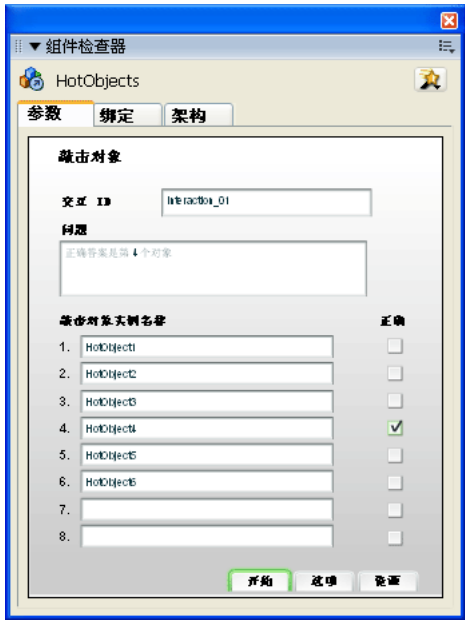 组件检查器
HotObjects
参数 绑定 架构
敲击对象
交互 ID Interaction_01
问题
正确答案是第 4 个对象
敲击对象实例名称 正确
1. HotObject1
2. HotObject2
3. HotObject3
4. HotObject4
5. HotObject5
6. HotObject6
7.
8.
开始 选项 资源